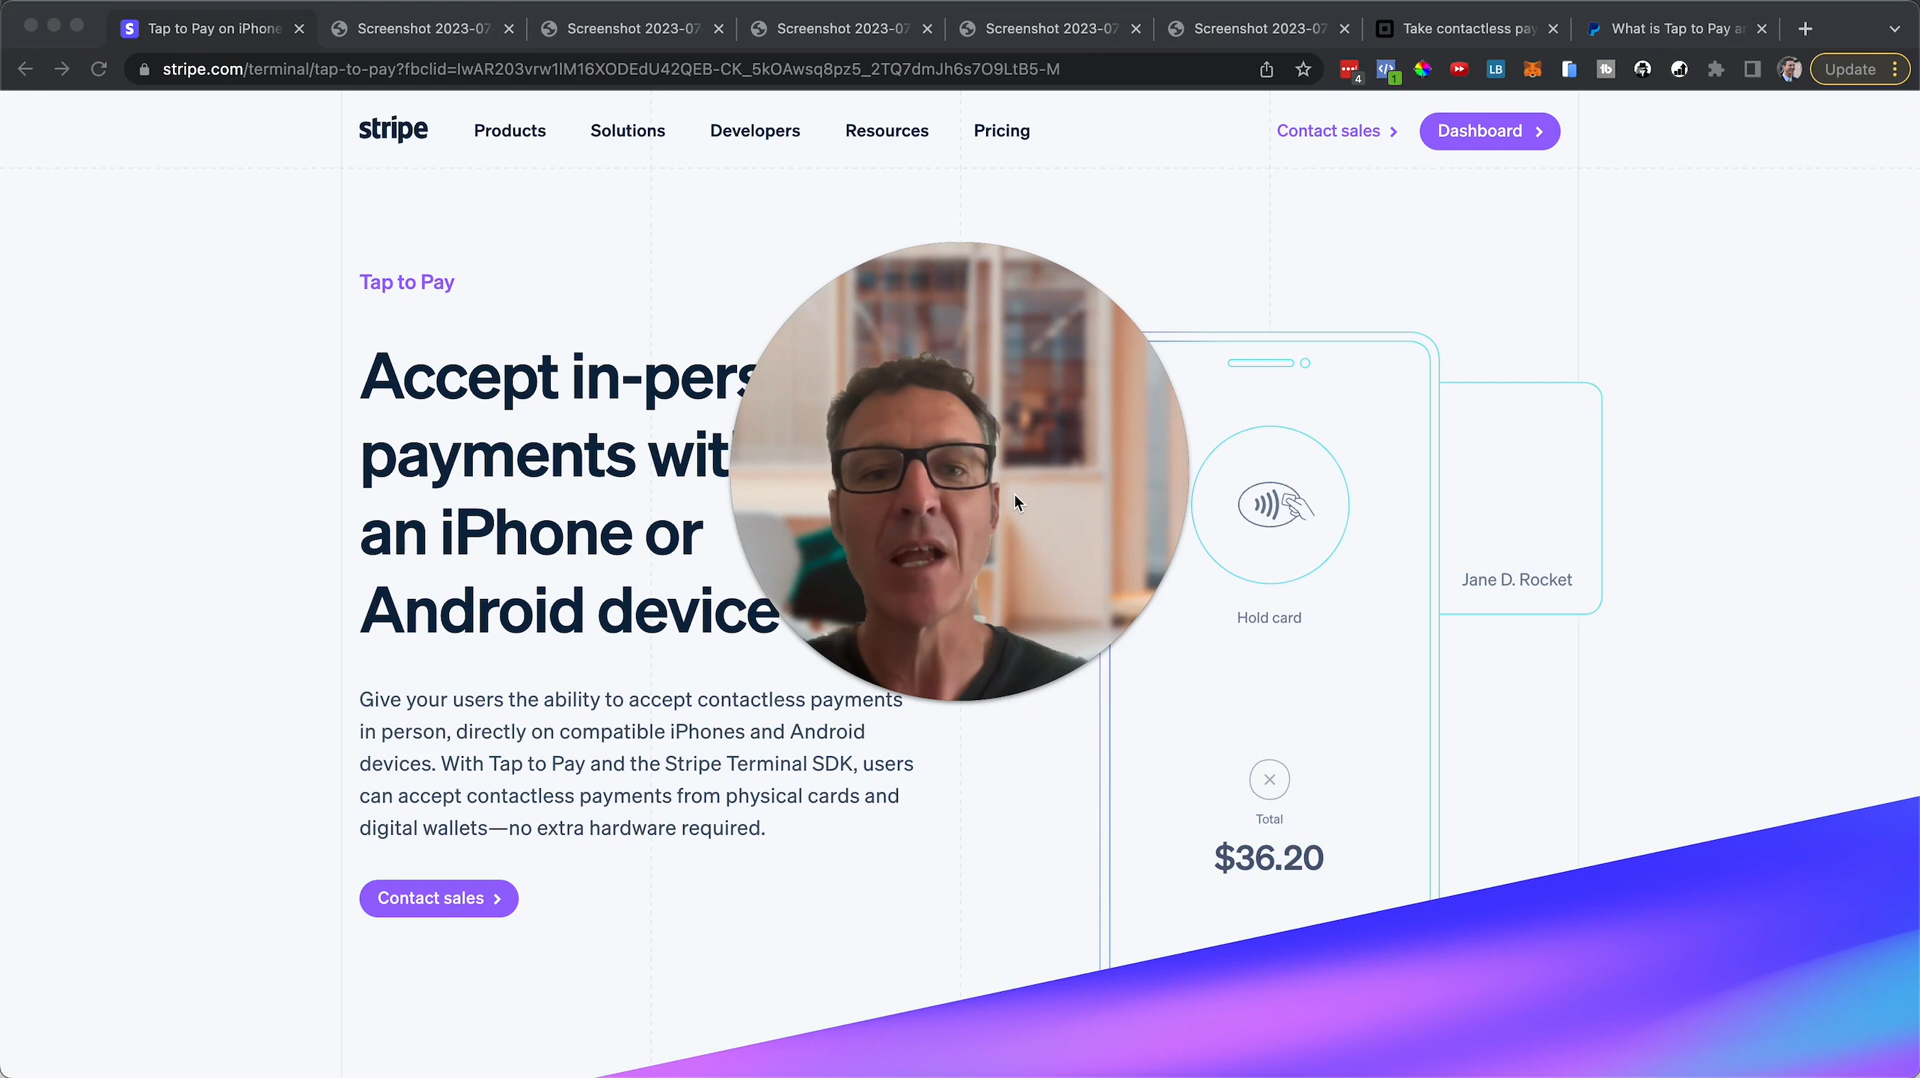 Tap to Pay on iPhone
Screenshot 2023-07
Screenshot 2023-07
Screenshot 2023-07
Screenshot 2023-07
Screenshot 2023-07
Take contactless pay
What is Tap to Pay a
stripe.com/terminal/tap-to-pay?fbclid=IwAR203vrw1lM16XODEdU42QEB-CK_5kOAwsq8pz5_2TQ7dmJh6s7O9LtB5-M
4
1
LB
Update
stripe
Products
Solutions
Developers
Resources
Pricing
Contact sales
Dashboard
Tap to Pay
Accept in-pers
payments wit
an iPhone or
Android device
Give your users the ability to accept contactless payments
in person, directly on compatible iPhones and Android
devices. With Tap to Pay and the Stripe Terminal SDK, users
can accept contactless payments from physical cards and
digital wallets—no extra hardware required.
Contact sales
Hold card
Jane D. Rocket
Total
$36.20